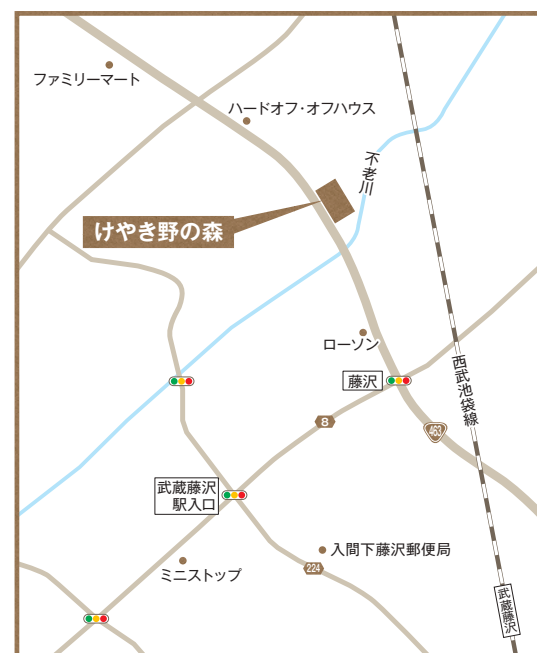 ファミリーマート
ハードオフ・オフハウス
不老川
けやき野の森
ローソン
藤沢
西武池袋線
8
463
武蔵藤沢
駅入口
入間下藤沢郵便局
224
ミニストップ
武蔵藤沢